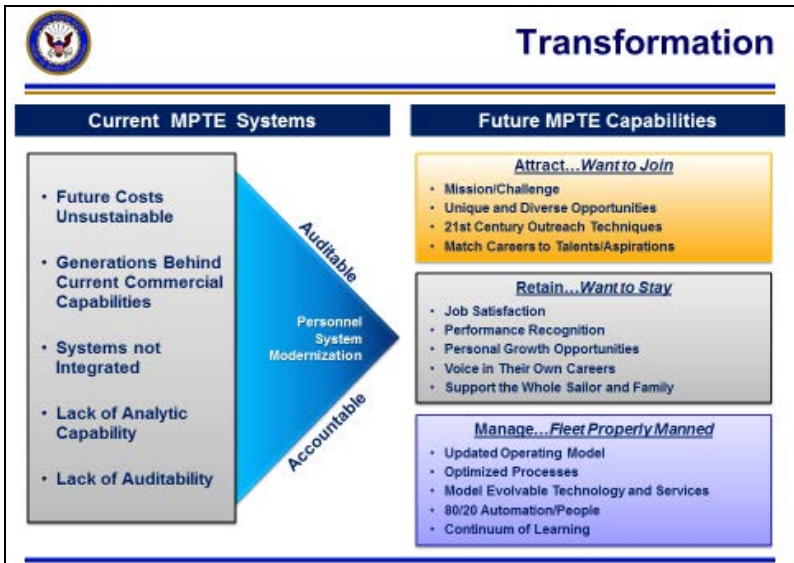 Transformation
Current MPTE Systems
• Future Costs
Unsustainable
• Generations Behind
Current Commercial
Capabilities
• Systems not
Integrated
• Lack of Analytic
Capability
• Lack of Auditability
Auditable
Personnel
System
Modernization
Accountable
Future MPTE Capabilities
Attract...Want to Join
• Mission/Challenge
• Unique and Diverse Opportunities
• 21st Century Outreach Techniques
• Match Careers to Talents/Aspirations
Retain...Want to Stay
• Job Satisfaction
• Performance Recognition
• Personal Growth Opportunities
• Voice in Their Own Careers
• Support the Whole Sailor and Family
Manage...Fleet Properly Manned
• Updated Operating Model
• Optimized Processes
• Model Evolvable Technology and Services
• 80/20 Automation/People
• Continuum of Learning